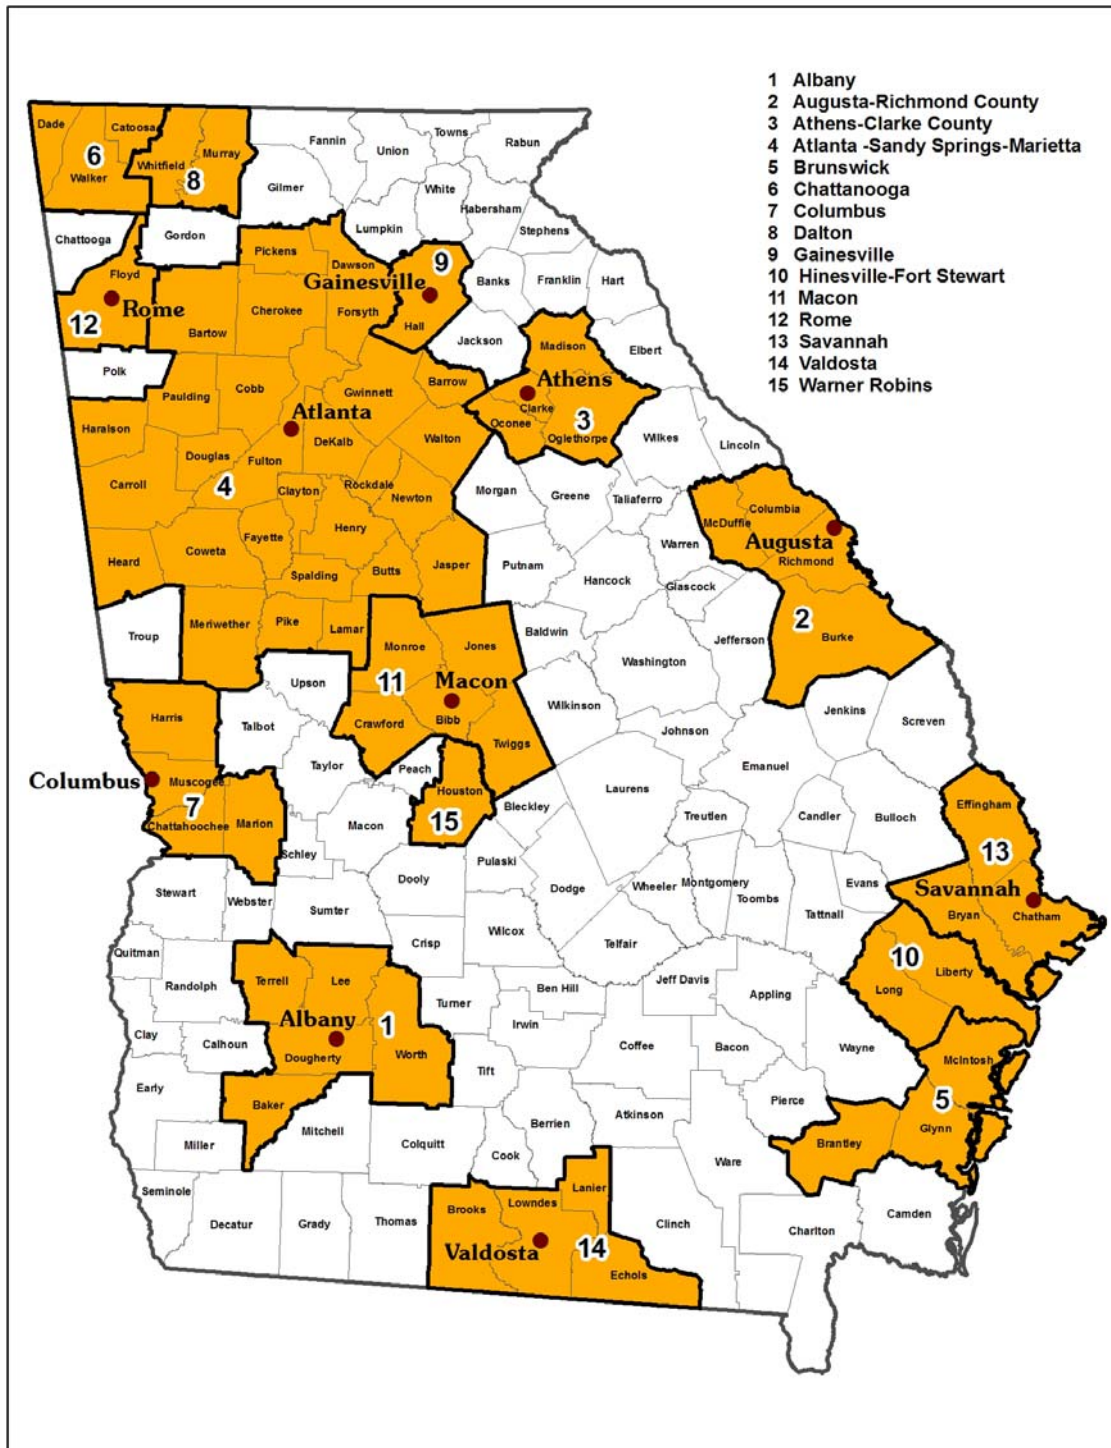 1 Albany
2 Augusta-Richmond County
3 Athens-Clarke County
4 Atlanta -Sandy Springs-Marietta
5 Brunswick
6 Chattanooga
7 Columbus
8 Dalton
9 Gainesville
10 Hinesville-Fort Stewart
11 Macon
12 Rome
13 Savannah
14 Valdosta
15 Warner Robins
Dade
Catoosa
6
Walker
Whitfield
Murray
8
Fannin
Union
Towns
Rabun
Gilmer
White
Habersham
Lumpkin
Stephens
Chattooga
Gordon
Pickens
Dawson
9
Gainesville
Hall
Banks
Franklin
Hart
Floyd
Rome
12
Bartow
Cherokee
Forsyth
Jackson
Madison
Elbert
Polk
Paulding
Cobb
Gwinnett
Barrow
Athens
Clarke
Oconee
3
Oglethorpe
Haralson
Atlanta
DeKalb
Walton
Douglas
Fulton
4
Carroll
Clayton
Rockdale
Newton
Morgan
Greene
Taliaferro
Wilkes
Lincoln
McDuffie
Columbia
Augusta
Richmond
Warren
Heard
Coweta
Fayette
Henry
Spalding
Butts
Jasper
Putnam
Hancock
Glascock
2
Burke
Jefferson
Troup
Meriwether
Pike
Lamar
Monroe
Jones
Baldwin
Washington
Upson
11
Macon
Bibb
Crawford
Twiggs
Wilkinson
Johnson
Jenkins
Screven
Harris
Talbot
Taylor
Peach
Houston
15
Columbus
Muscogee
7
Chattahoochee
Marion
Macon
Schley
Bleckley
Laurens
Emanuel
Treutlen
Candler
Bulloch
Effingham
13
Savannah
Bryan
Chatham
Stewart
Webster
Sumter
Dooly
Pulaski
Dodge
Wheeler
Montgomery
Toombs
Tattnall
Evans
Quitman
Randolph
Terrell
Lee
Crisp
Wilcox
Telfair
10
Liberty
Long
Albany
1
Dougherty
Worth
Turner
Ben Hill
Irwin
Jeff Davis
Appling
Clay
Calhoun
Coffee
Bacon
Wayne
McIntosh
Early
Baker
Mitchell
Tift
Berrien
Atkinson
Pierce
5
Glynn
Brantley
Miller
Colquitt
Cook
Ware
Seminole
Decatur
Grady
Thomas
Brooks
Lowndes
Lanier
Valdosta
14
Echols
Clinch
Charlton
Camden